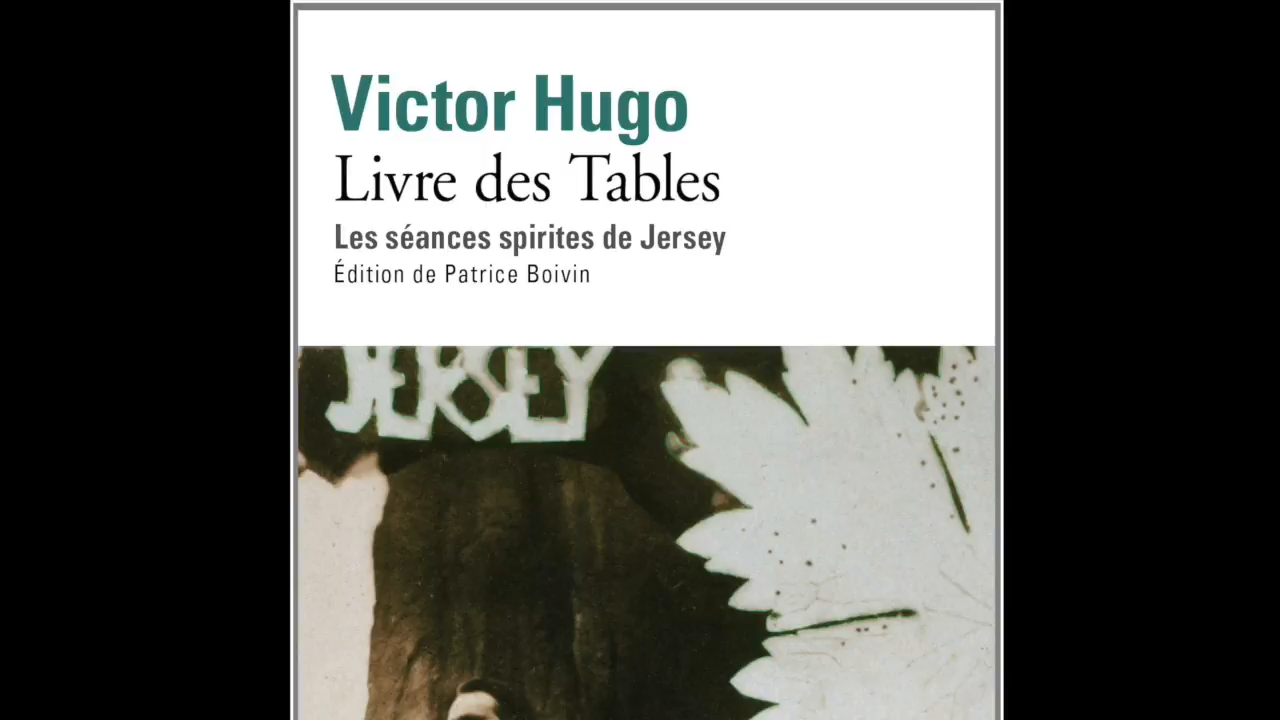 Victor Hugo
Livre des Tables
Les séances spirites de Jersey
Édition de Patrice Boivin
JERSEY